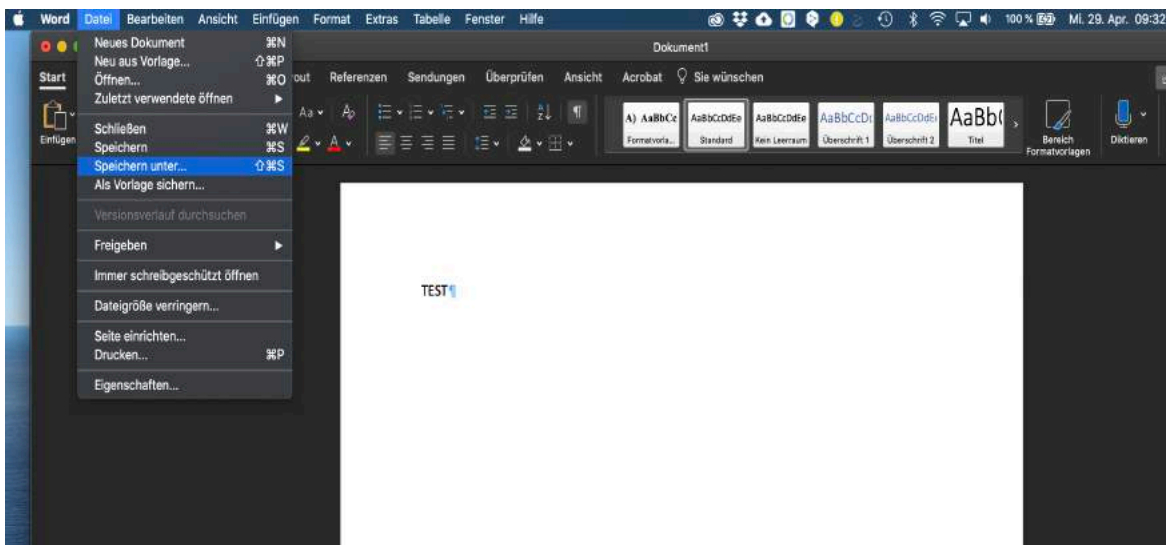 Word Datei Bearbeiten Ansicht Einfügen Format Extras Tabelle Fenster Hilfe 100 % Mi. 29. Apr. 09:32
Dokument1
Neues Dokument ⌘N
Neu aus Vorlage... ⇧⌘P
Öffnen... ⌘O
Zuletzt verwendete öffnen
Schließen ⌘W
Speichern ⌘S
Speichern unter... ⇧⌘S
Als Vorlage sichern...
Versionsverlauf durchsuchen
Freigeben
Immer schreibgeschützt öffnen
Dateigröße verringern...
Seite einrichten...
Drucken... ⌘P
Eigenschaften...
Start out Referenzen Sendungen Überprüfen Ansicht Acrobat Sie wünschen
Einfügen
Aa
A) AaBbCc AaBbCcDdEe AaBbCcDdEe AaBbCcDc AaBbCcDdEe AaBb(
Formatvorla... Standard Kein Leerraum Überschrift 1 Überschrift 2 Titel
Bereich
Formatvorlagen
Diktieren
TEST¶